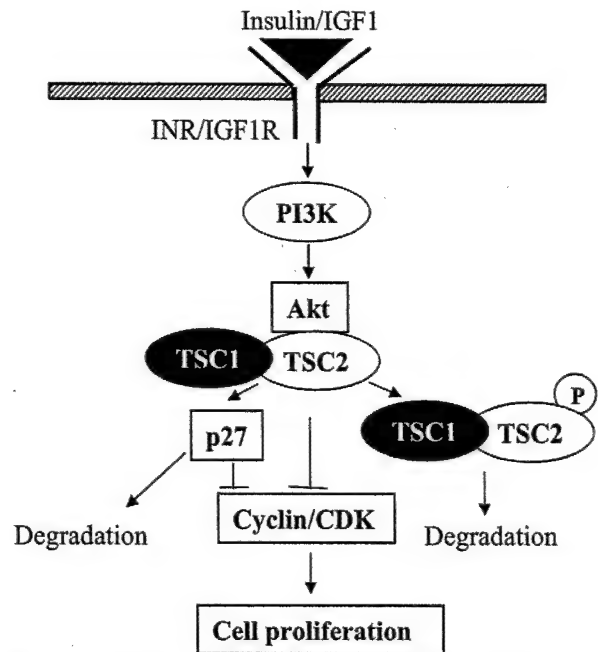 Insulin/IGF1
INR/IGF1R
PI3K
Akt
TSC1
TSC2
P
TSC1
TSC2
p27
Degradation
Cyclin/CDK
Degradation
Cell proliferation